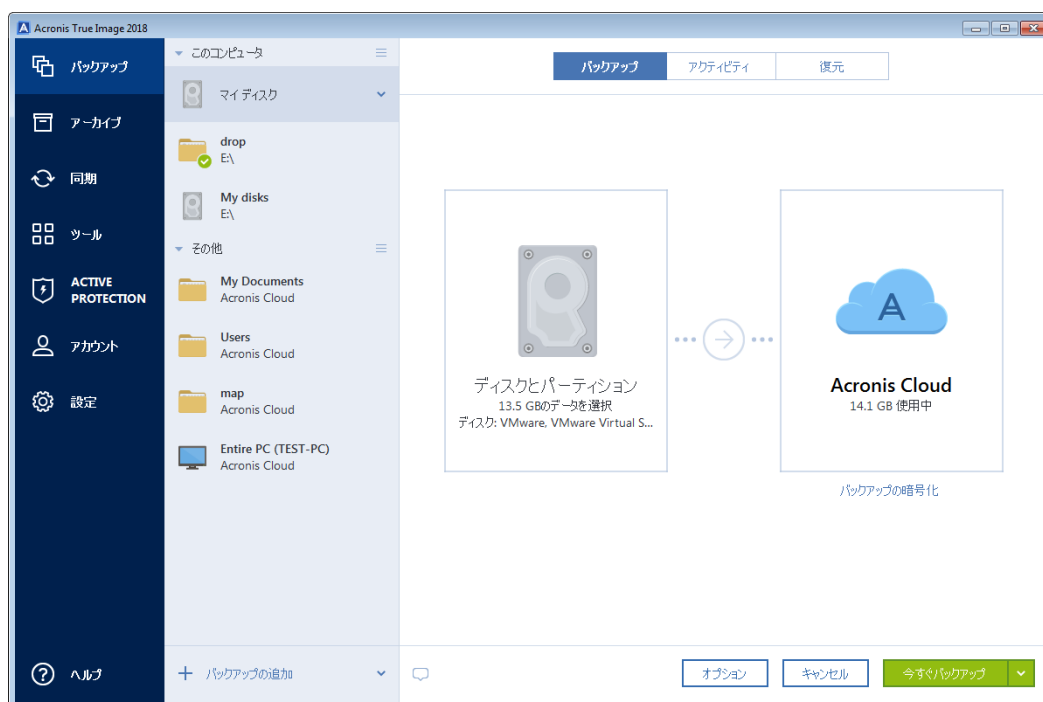 Acronis True Image 2018
バックアップ
アーカイブ
同期
ツール
ACTIVE
PROTECTION
アカウント
設定
ヘルプ
このコンピュータ
マイ ディスク
drop
E:\
My disks
E:\
その他
My Documents
Acronis Cloud
Users
Acronis Cloud
map
Acronis Cloud
Entire PC (TEST-PC)
Acronis Cloud
バックアップの追加
バックアップ
アクティビティ
復元
ディスクとパーティション
13.5 GBのデータを選択
ディスク: VMware, VMware Virtual S...
Acronis Cloud
14.1 GB 使用中
バックアップの暗号化
オプション
キャンセル
今すぐバックアップ